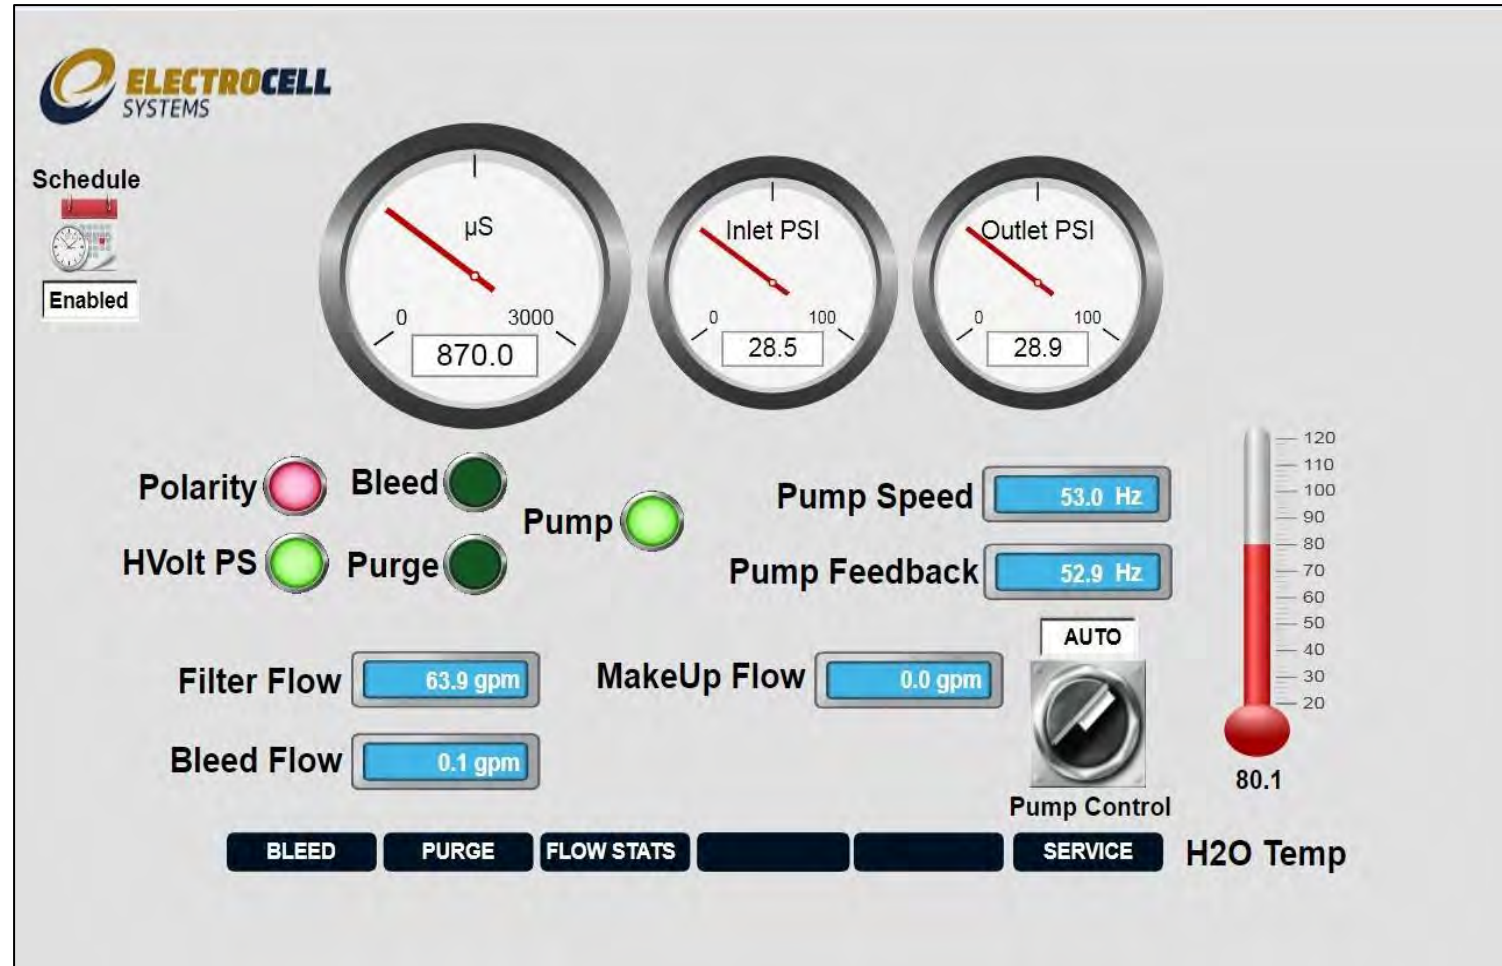 ELECTROCELL
SYSTEMS
Schedule
Enabled
µS
0 3000
870.0
Inlet PSI
0 100
28.5
Outlet PSI
0 100
28.9
Polarity
Bleed
Pump
HVolt PS
Purge
Pump Speed
53.0 Hz
Pump Feedback
52.9 Hz
120
110
100
90
80
70
60
50
40
30
20
80.1
H2O Temp
AUTO
Pump Control
Filter Flow
63.9 gpm
MakeUp Flow
0.0 gpm
Bleed Flow
0.1 gpm
BLEED
PURGE
FLOW STATS
SERVICE